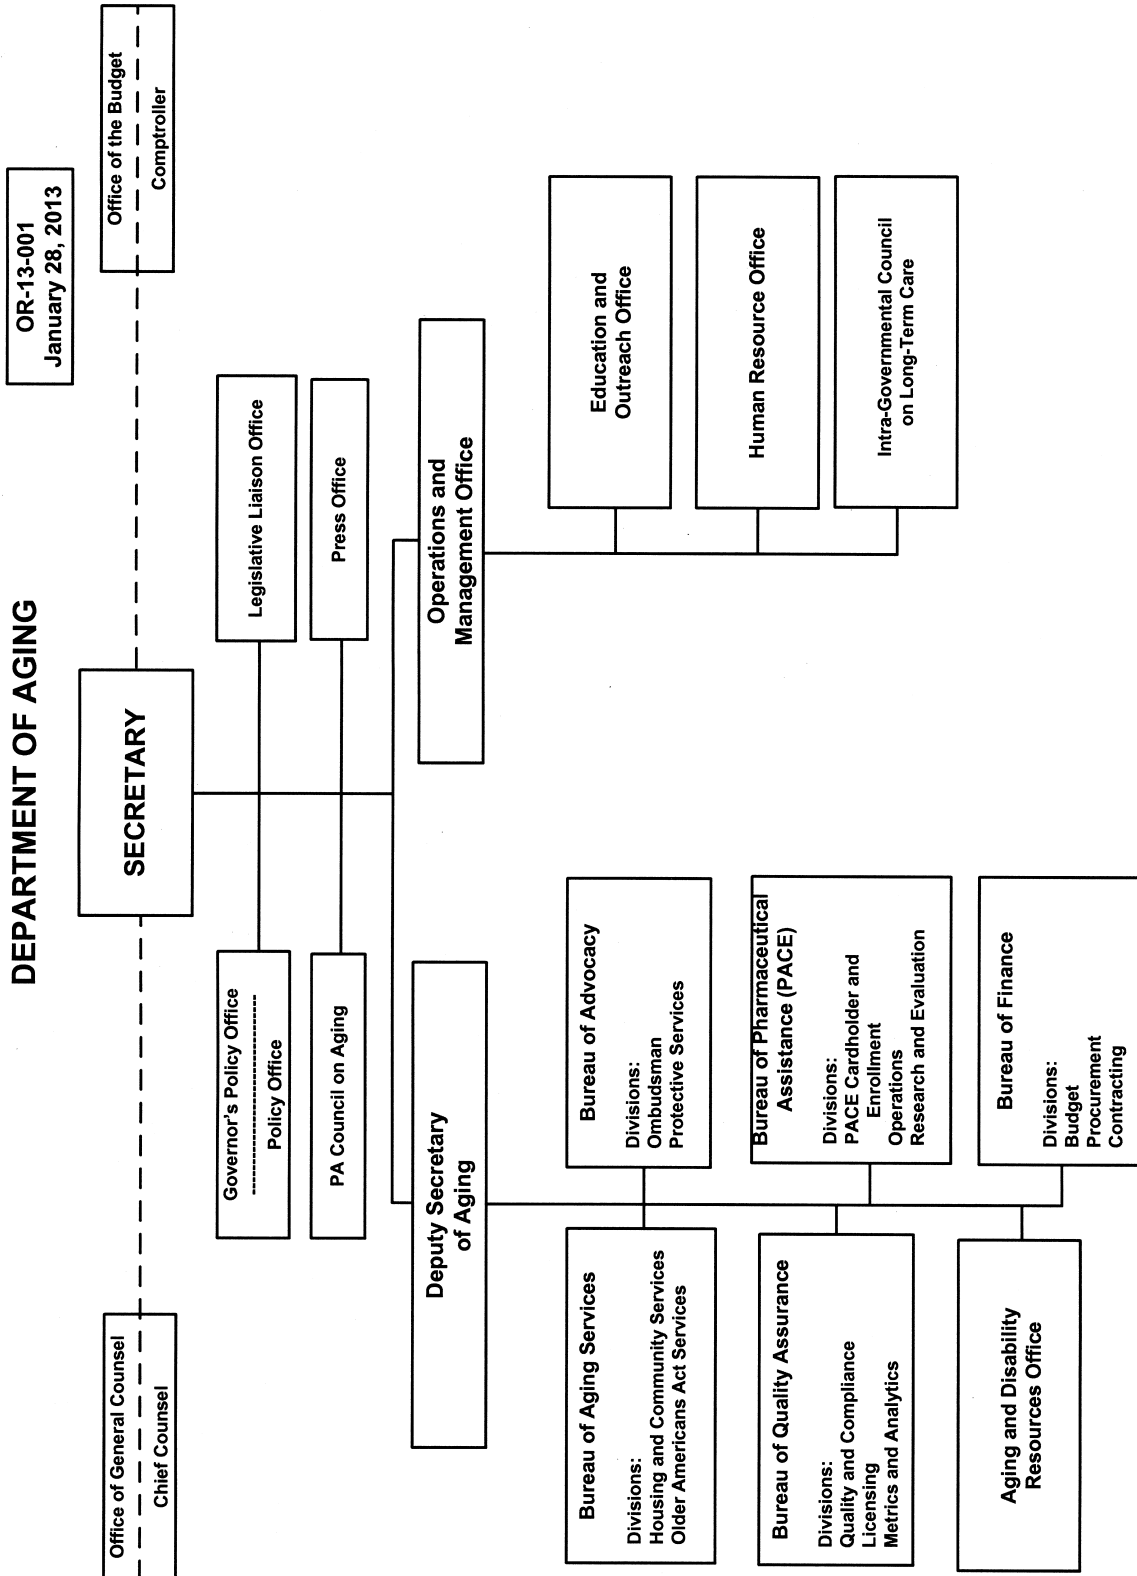 DEPARTMENT OF AGING
OR-13-001
January 28, 2013
Office of General Counsel
Chief Counsel
SECRETARY
Office of the Budget
Comptroller
Governor's Policy Office
Policy Office
Legislative Liaison Office
PA Council on Aging
Press Office
Deputy Secretary
of Aging
Operations and
Management Office
Bureau of Aging Services
Divisions:
Housing and Community Services
Older Americans Act Services
Bureau of Advocacy
Divisions:
Ombudsman
Protective Services
Education and
Outreach Office
Bureau of Quality Assurance
Divisions:
Quality and Compliance
Licensing
Metrics and Analytics
Bureau of Pharmaceutical
Assistance (PACE)
Divisions:
PACE Cardholder and
Enrollment
Operations
Research and Evaluation
Human Resource Office
Aging and Disability
Resources Office
Bureau of Finance
Divisions:
Budget
Procurement
Contracting
Intra-Governmental Council
on Long-Term Care